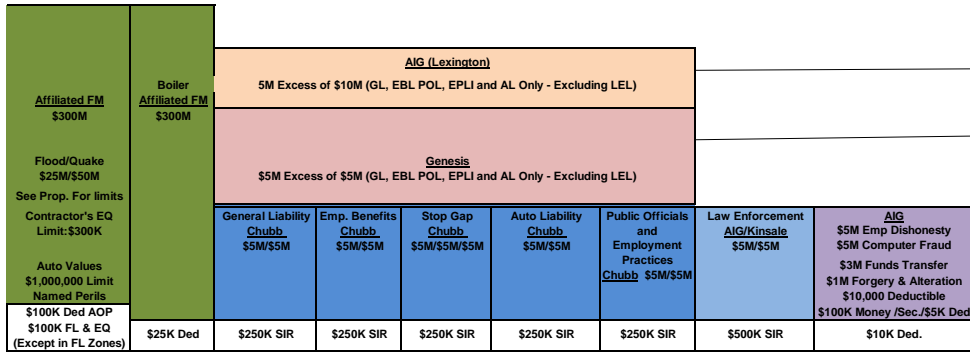 Affiliated FM
$300M
Flood/Quake
$25M/$50M
See Prop. For limits
Contractor's EQ
Limit:$300K
Auto Values
$1,000,000 Limit
Named Perils
$100K Ded AOP
$100K FL & EQ
(Except in FL Zones)
Boiler
Affiliated FM
$300M
$25K Ded
AIG (Lexington)
5M Excess of $10M (GL, EBL POL, EPLI and AL Only - Excluding LEL)
Genesis
$5M Excess of $5M (GL, EBL POL, EPLI and AL Only - Excluding LEL)
General Liability
Chubb
$5M/$5M
$250K SIR
Emp. Benefits
Chubb
$5M/$5M
$250K SIR
Stop Gap
Chubb
$5M/$5M/$5M
$250K SIR
Auto Liability
Chubb
$5M/$5M
$250K SIR
Public Officials
and
Employment
Practices
Chubb $5M/$5M
$250K SIR
Law Enforcement
AIG/Kinsale
$5M/$5M
$500K SIR
AIG
$5M Emp Dishonesty
$5M Computer Fraud
$3M Funds Transfer
$1M Forgery & Alteration
$10,000 Deductible
$100K Money /Sec./$5K Ded
$10K Ded.